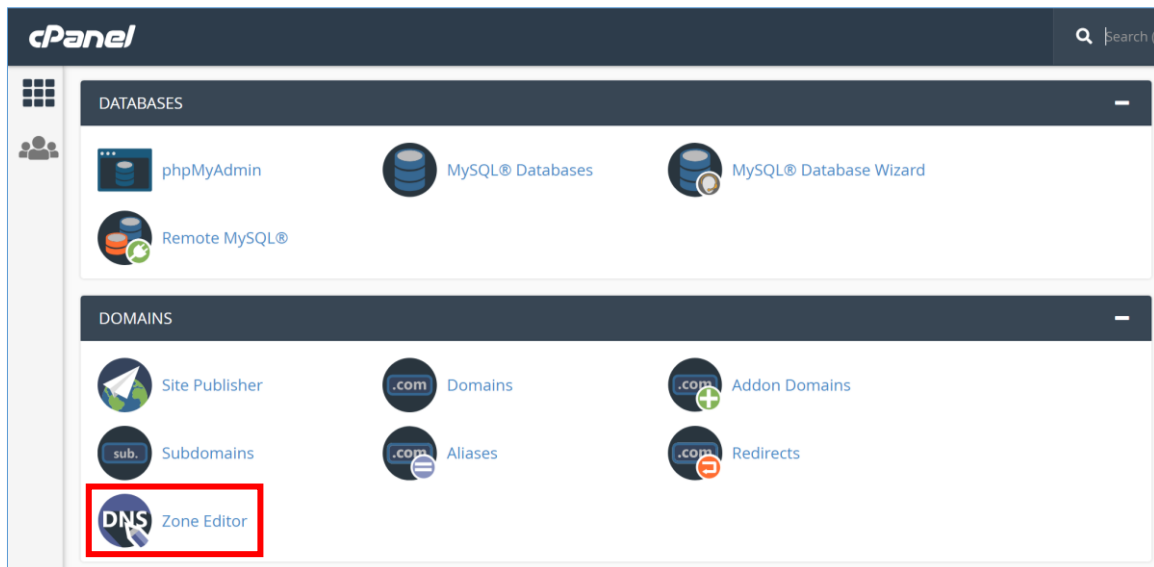 cPanel
Search (
DATABASES
phpMyAdmin
MySQL® Databases
MySQL® Database Wizard
Remote MySQL®
DOMAINS
Site Publisher
.com
Domains
.com
Addon Domains
sub.
Subdomains
.com
Aliases
.com
Redirects
DNS
Zone Editor